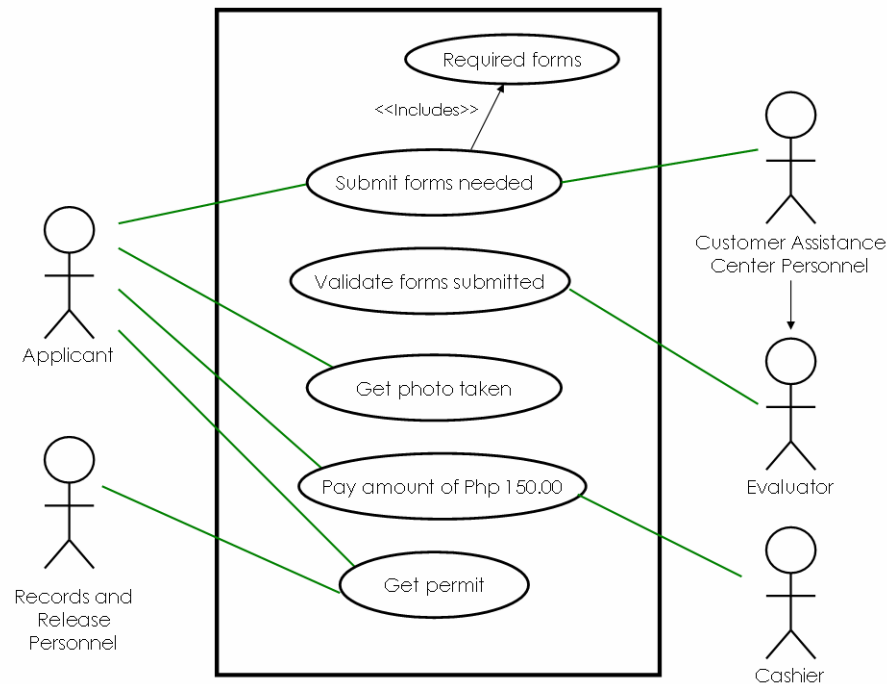 Required forms
<<Includes>>
Submit forms needed
Customer Assistance
Center Personnel
Validate forms submitted
Applicant
Get photo taken
Pay amount of Php 150.00
Evaluator
Get permit
Records and
Release
Personnel
Cashier